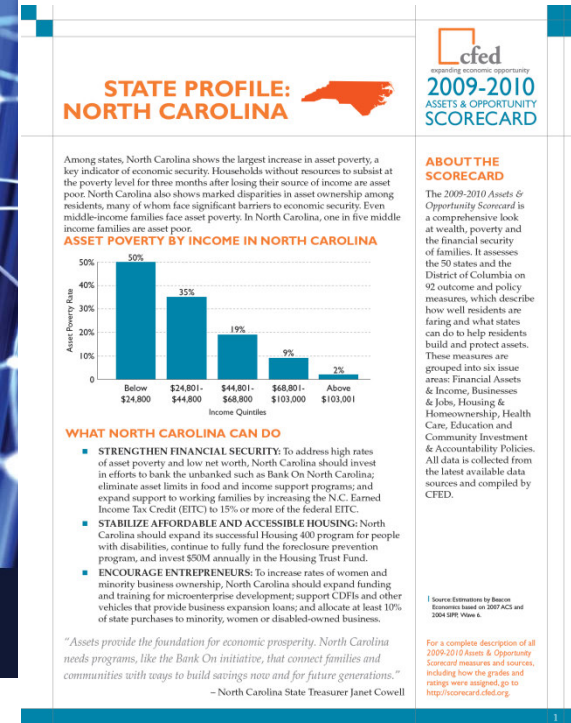 STATE PROFILE:
NORTH CAROLINA
cfed
expanding economic opportunity
2009-2010
ASSETS & OPPORTUNITY
SCORECARD
Among states, North Carolina shows the largest increase in asset poverty, a
key indicator of economic security. Households without resources to subsist at
the poverty level for three months after losing their source of income are asset
poor. North Carolina also shows marked disparities in asset ownership among
residents, many of whom face significant barriers to economic security. Even
middle-income families face asset poverty. In North Carolina, one in five middle
income families are asset poor.
ASSET POVERTY BY INCOME IN NORTH CAROLINA
Asset Poverty Rate
50%
40%
30%
20%
10%
0
50%
35%
19%
9%
2%
Below $24,800
$24,801- $44,800
$44,801- $68,800
$68,801- $103,000
Above $103,001
Income Quintiles
WHAT NORTH CAROLINA CAN DO
■ STRENGTHEN FINANCIAL SECURITY: To address high rates
of asset poverty and low net worth, North Carolina should invest
in efforts to bank the unbanked such as Bank On North Carolina;
eliminate asset limits in food and income support programs; and
expand support to working families by increasing the N.C. Earned
Income Tax Credit (EITC) to 15% or more of the federal EITC.
■ STABILIZE AFFORDABLE AND ACCESSIBLE HOUSING: North
Carolina should expand its successful Housing 400 program for people
with disabilities, continue to fully fund the foreclosure prevention
program, and invest $50M annually in the Housing Trust Fund.
■ ENCOURAGE ENTREPRENEURS: To increase rates of women and
minority business ownership, North Carolina should expand funding
and training for microenterprise development; support CDFIs and other
vehicles that provide business expansion loans; and allocate at least 10%
of state purchases to minority, women or disabled-owned business.
"Assets provide the foundation for economic prosperity. North Carolina
needs programs, like the Bank On initiative, that connect families and
communities with ways to build savings now and for future generations."
– North Carolina State Treasurer Janet Cowell
ABOUT THE
SCORECARD
The 2009-2010 Assets &
Opportunity Scorecard is
a comprehensive look
at wealth, poverty and
the financial security
of families. It assesses
the 50 states and the
District of Columbia on
92 outcome and policy
measures, which describe
how well residents are
faring and what states
can do to help residents
build and protect assets.
These measures are
grouped into six issue
areas: Financial Assets
& Income, Businesses
& Jobs, Housing &
Homeownership, Health
Care, Education and
Community Investment
& Accountability Policies.
All data is collected from
the latest available data
sources and compiled by
CFED.
1 Source: Estimations by Beacon
Economics based on 2007 ACS and
2004 SIPP, Wave 6.
For a complete description of all
2009-2010 Assets & Opportunity
Scorecard measures and sources,
including how the grades and
ratings were assigned, go to
http://scorecard.cfed.org.
1